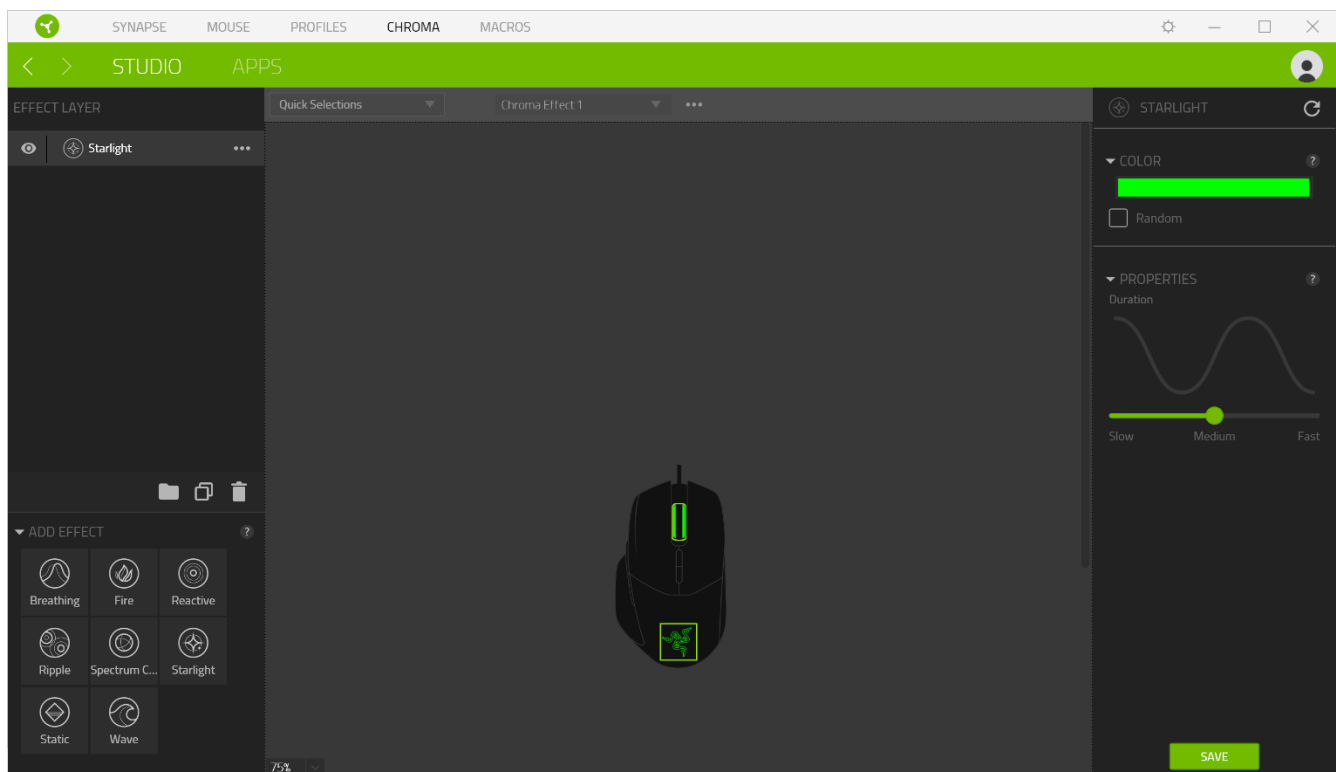 SYNAPSE MOUSE PROFILES CHROMA MACROS
STUDIO APPS
EFFECT LAYER
Quick Selections
Chroma Effect 1
STARLIGHT
Starlight
COLOR
?
Random
PROPERTIES
?
Duration
Slow Medium Fast
ADD EFFECT
?
Breathing Fire Reactive
Ripple Spectrum C... Starlight
Static Wave
75%
SAVE